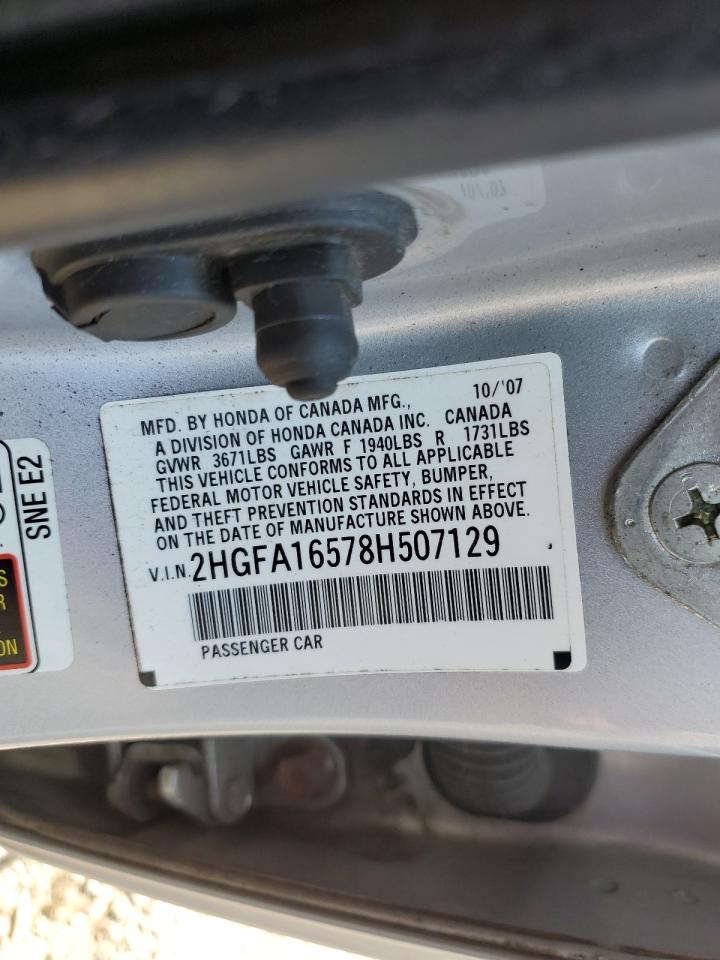 10/'07
MFD. BY HONDA OF CANADA MFG.,
A DIVISION OF HONDA CANADA INC. CANADA
GVWR 3671LBS GAWR F 1940LBS R 1731LBS
THIS VEHICLE CONFORMS TO ALL APPLICABLE
FEDERAL MOTOR VEHICLE SAFETY, BUMPER,
AND THEFT PREVENTION STANDARDS IN EFFECT
ON THE DATE OF MANUFACTURE SHOWN ABOVE.
V.I.N. 2HGFA16578H507129
PASSENGER CAR
SNE E2